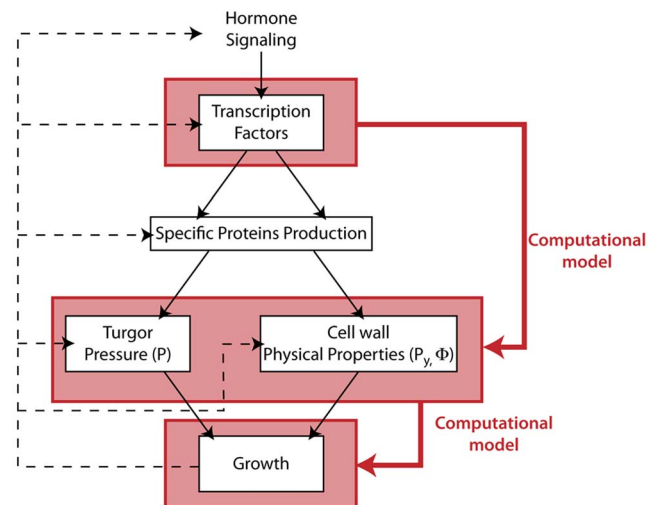 Hormone
Signaling
Transcription
Factors
Specific Proteins Production
Computational
model
Turgor
Pressure (P)
Cell wall
Physical Properties (Py, Φ)
Computational
model
Growth